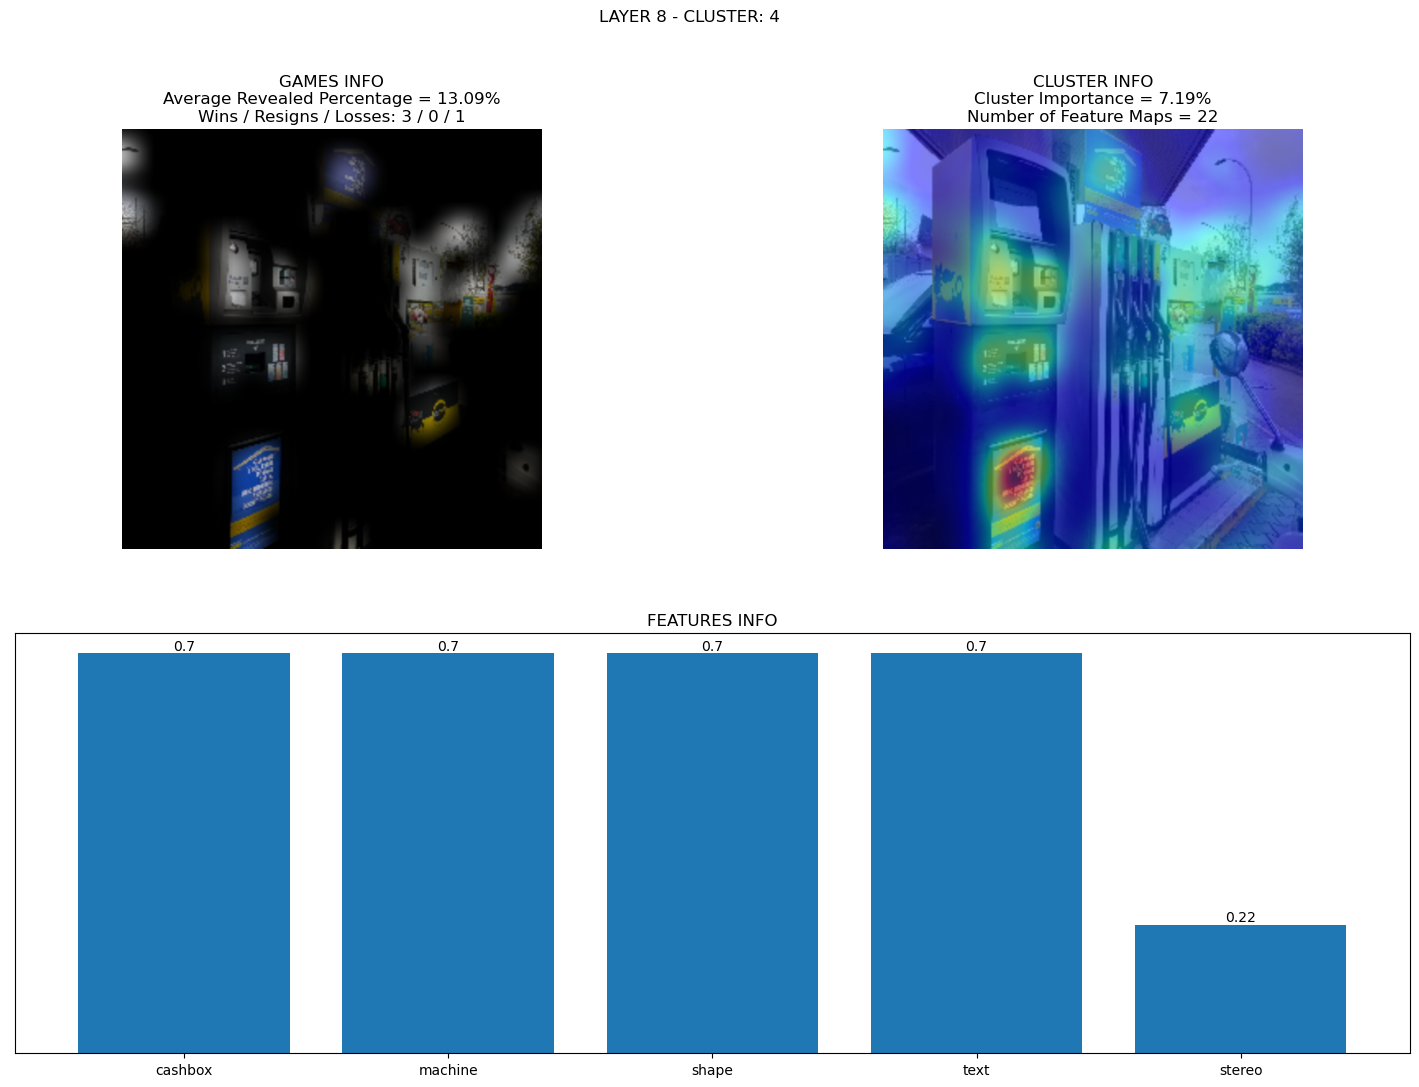 LAYER 8 - CLUSTER: 4
GAMES INFO
Average Revealed Percentage = 13.09%
Wins / Resigns / Losses: 3 / 0 / 1
CLUSTER INFO
Cluster Importance = 7.19%
Number of Feature Maps = 22
FEATURES INFO
0.7
0.7
0.7
0.7
0.22
cashbox
machine
shape
text
stereo